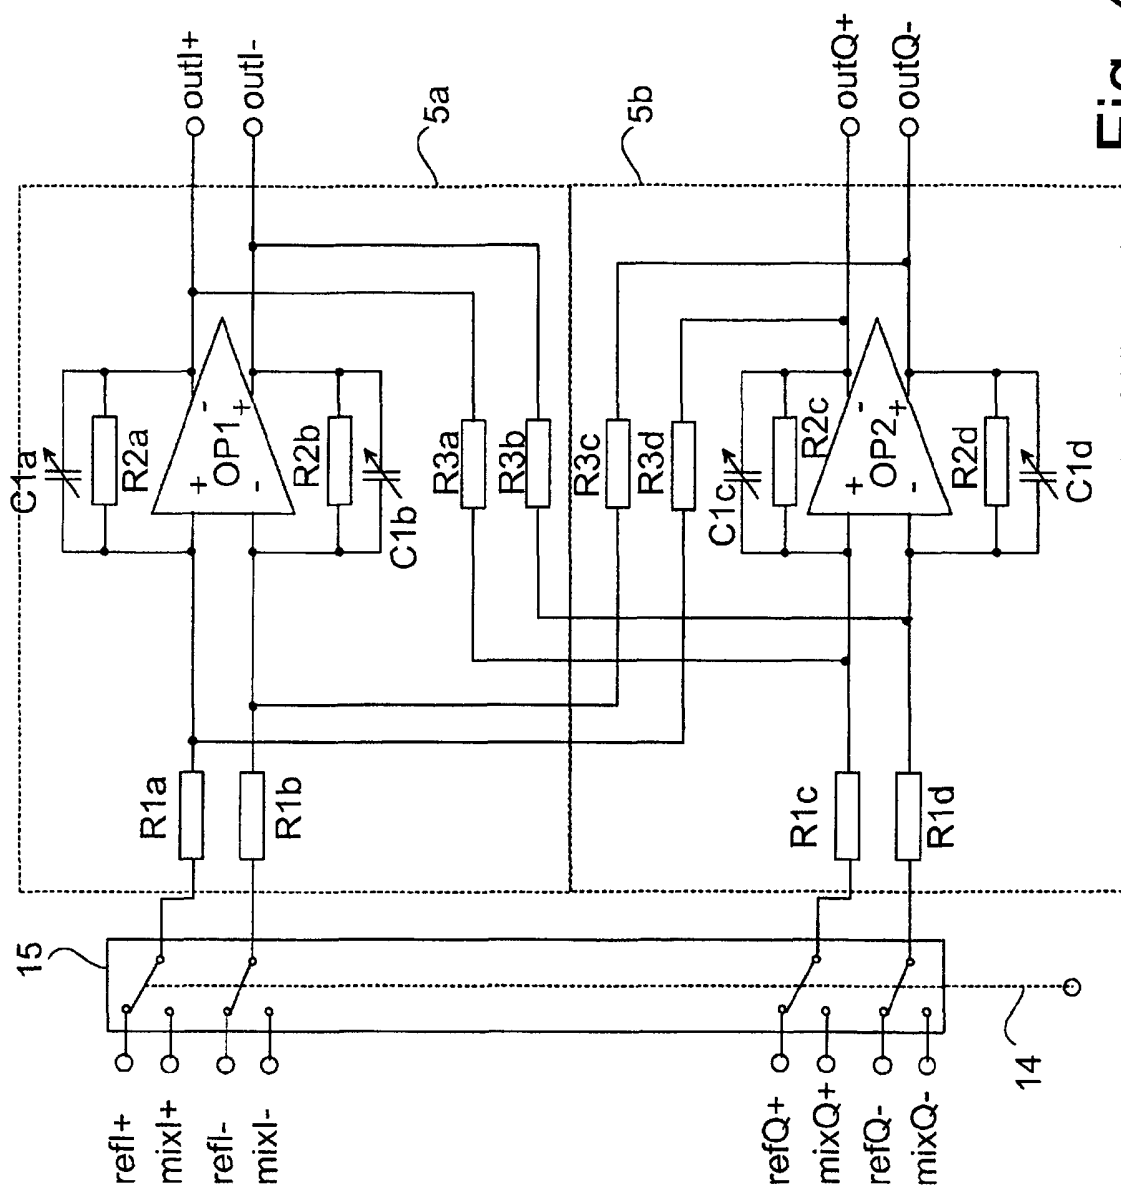 outI+
outI-
5a
5b
outQ+
outQ-
C1a
R2a
OP1
+
-
-
+
R2b
C1b
R3a
R3b
R3c
R3d
C1c
R2c
OP2
+
-
-
+
R2d
C1d
R1a
R1b
R1c
R1d
15
14
refI+
mixI+
refI-
mixI-
refQ+
mixQ+
refQ-
mixQ-
Fig.